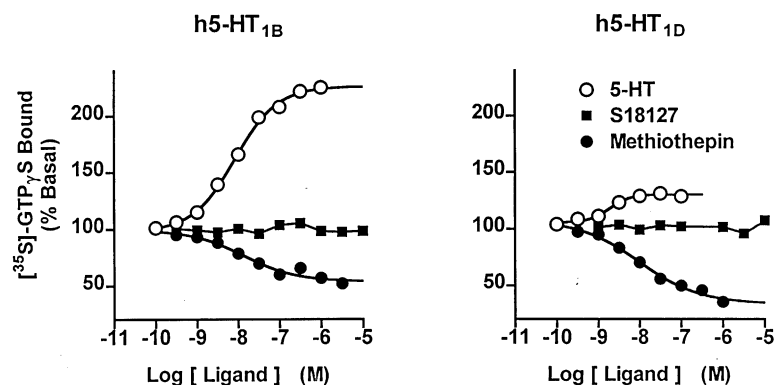 h5-HT1B
h5-HT1D
[35S]-GTPγS Bound
(% Basal)
200
150
100
50
-11 -10 -9 -8 -7 -6 -5
Log [ Ligand ] (M)
200
150
100
50
5-HT
S18127
Methiothepin
-11 -10 -9 -8 -7 -6 -5
Log [ Ligand ] (M)